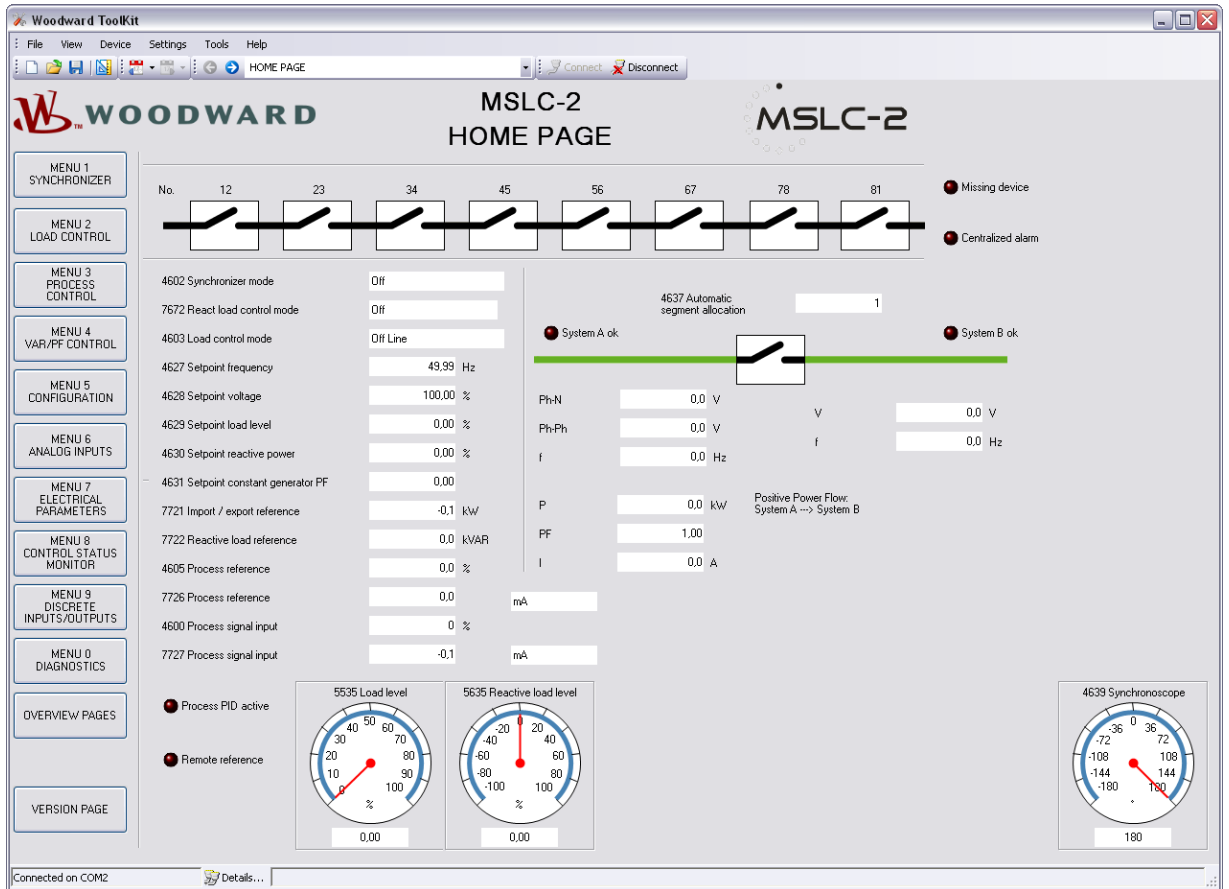 Woodward ToolKit
File View Device Settings Tools Help
HOME PAGE Connect Disconnect
WOODWARD
MSLC-2
HOME PAGE
MSLC-2
MENU 1
SYNCHRONIZER
MENU 2
LOAD CONTROL
MENU 3
PROCESS
CONTROL
MENU 4
VAR/PF CONTROL
MENU 5
CONFIGURATION
MENU 6
ANALOG INPUTS
MENU 7
ELECTRICAL
PARAMETERS
MENU 8
CONTROL STATUS
MONITOR
MENU 9
DISCRETE
INPUTS/OUTPUTS
MENU 0
DIAGNOSTICS
OVERVIEW PAGES
VERSION PAGE
No. 12 23 34 45 56 67 78 81
Missing device
Centralized alarm
4602 Synchronizer mode Off
7672 React load control mode Off
4603 Load control mode Off Line
4627 Setpoint frequency 49,99 Hz
4628 Setpoint voltage 100,00 %
4629 Setpoint load level 0,00 %
4630 Setpoint reactive power 0,00 %
4631 Setpoint constant generator PF 0,00
7721 Import / export reference -0,1 kW
7722 Reactive load reference 0,0 kVAR
4605 Process reference 0,0 %
7726 Process reference 0,0 mA
4600 Process signal input 0 %
7727 Process signal input -0,1 mA
4637 Automatic
segment allocation 1
System A ok
System B ok
Ph-N 0,0 V
Ph-Ph 0,0 V
f 0,0 Hz
V 0,0 V
f 0,0 Hz
P 0,0 kW
PF 1,00
I 0,0 A
Positive Power Flow:
System A ---> System B
Process PID active
Remote reference
5535 Load level
0 10 20 30 40 50 60 70 80 90 100
%
0,00
5635 Reactive load level
-100 -80 -60 -40 -20 0 20 40 60 80 100
%
0,00
4639 Synchronoscope
-180 -144 -108 -72 -36 0 36 72 108 144 180
°
180
Connected on COM2 Details...